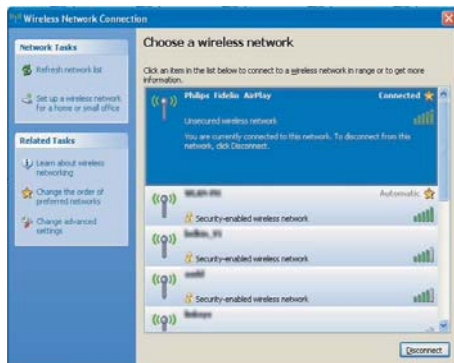 Wireless Network Connection
Network Tasks
Refresh network list
Set up a wireless network
for a home or small office
Related Tasks
Learn about wireless
networking
Change the order of
preferred networks
Change advanced
settings
Choose a wireless network
Click an item in the list below to connect to a wireless network in range or to get more
information.
Philips Fidelio AirPlay Connected
Unsecured wireless network
You are currently connected to this network. To disconnect from this
network, click Disconnect.
Automatic
Security-enabled wireless network
Security-enabled wireless network
Security-enabled wireless network
Disconnect